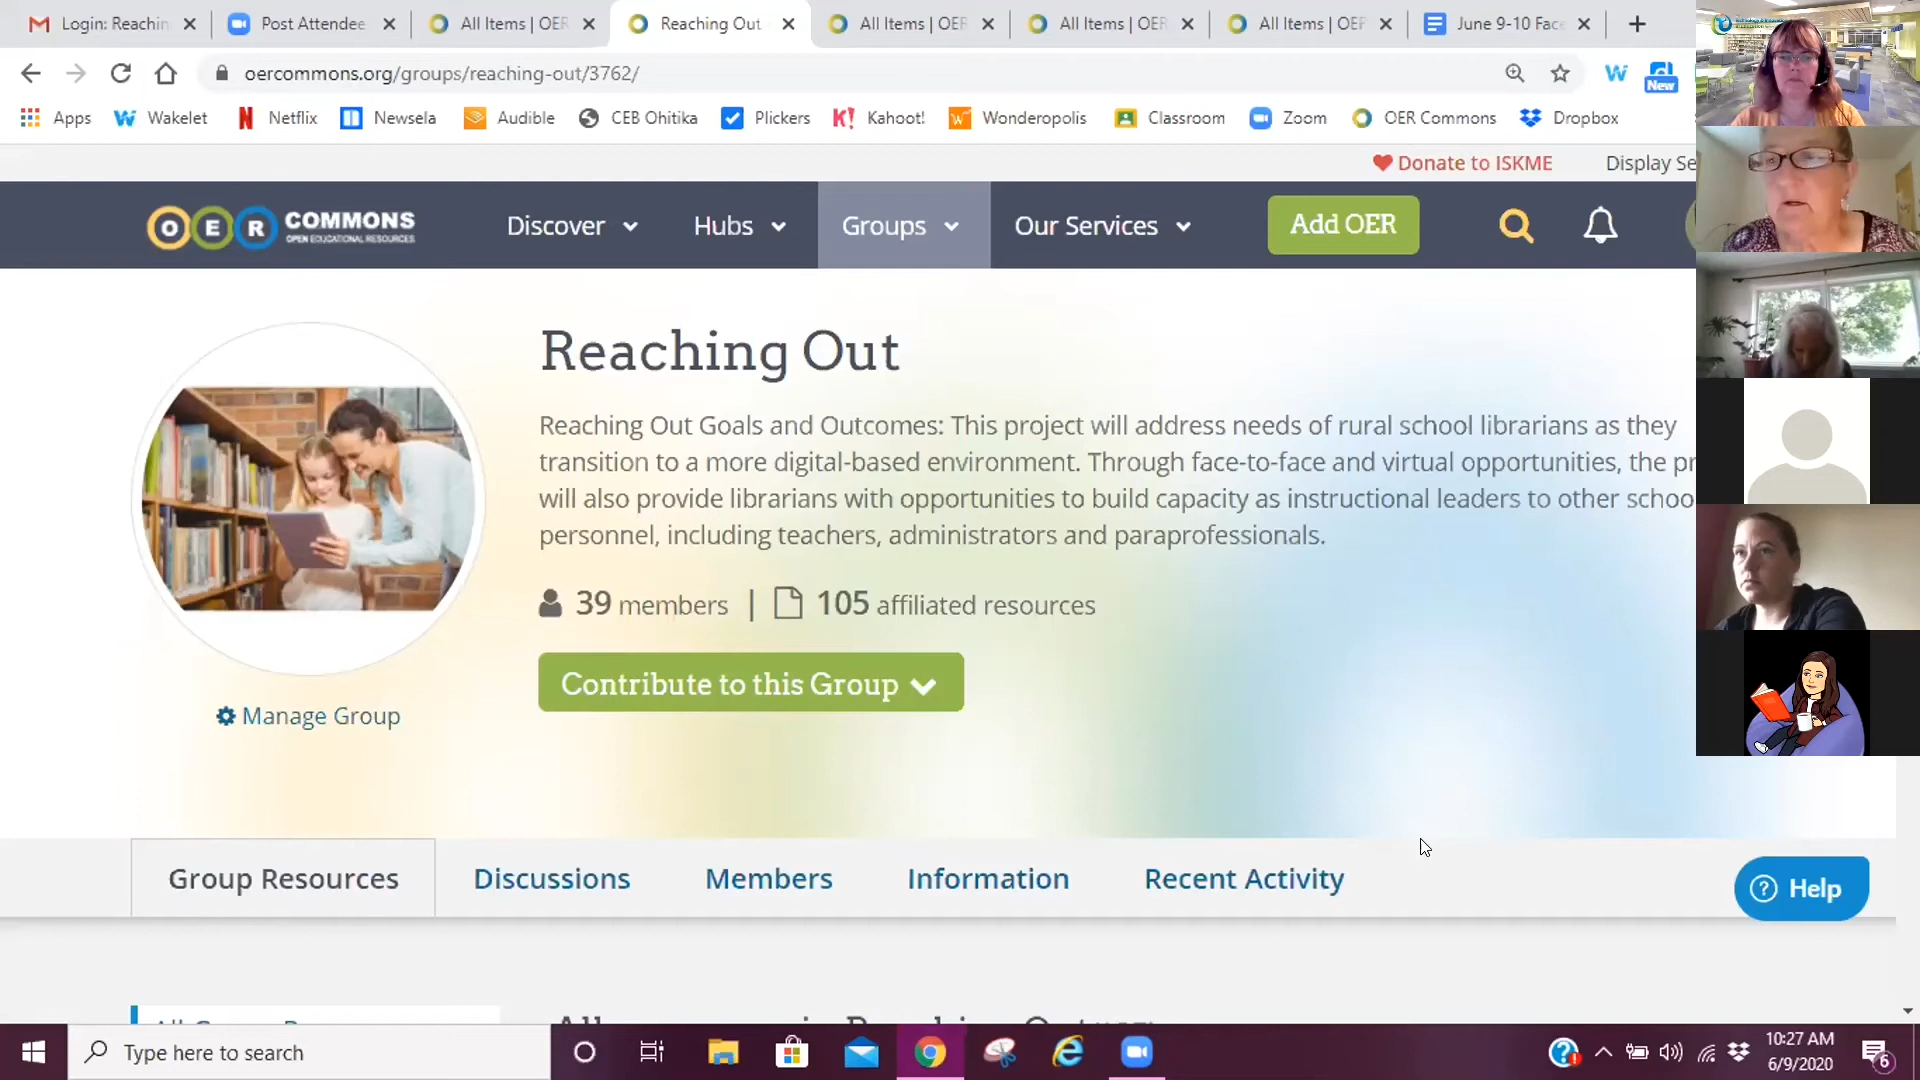 Login: Reachin
Post Attendee
All Items | OER
Reaching Out
All Items | OER
All Items | OER
All Items | OER
June 9-10 Face
oercommons.org/groups/reaching-out/3762/
New
Apps
Wakelet
Netflix
Newsela
Audible
CEB Ohitika
Plickers
Kahoot!
Wonderopolis
Classroom
Zoom
OER Commons
Dropbox
Donate to ISKME
Display Se
OER COMMONS
OPEN EDUCATIONAL RESOURCES
Discover
Hubs
Groups
Our Services
Add OER
Reaching Out
Reaching Out Goals and Outcomes: This project will address needs of rural school librarians as they
transition to a more digital-based environment. Through face-to-face and virtual opportunities, the pr
will also provide librarians with opportunities to build capacity as instructional leaders to other schoo
personnel, including teachers, administrators and paraprofessionals.
39 members | 105 affiliated resources
Contribute to this Group
Manage Group
Group Resources
Discussions
Members
Information
Recent Activity
Help
Type here to search
10:27 AM
6/9/2020
6